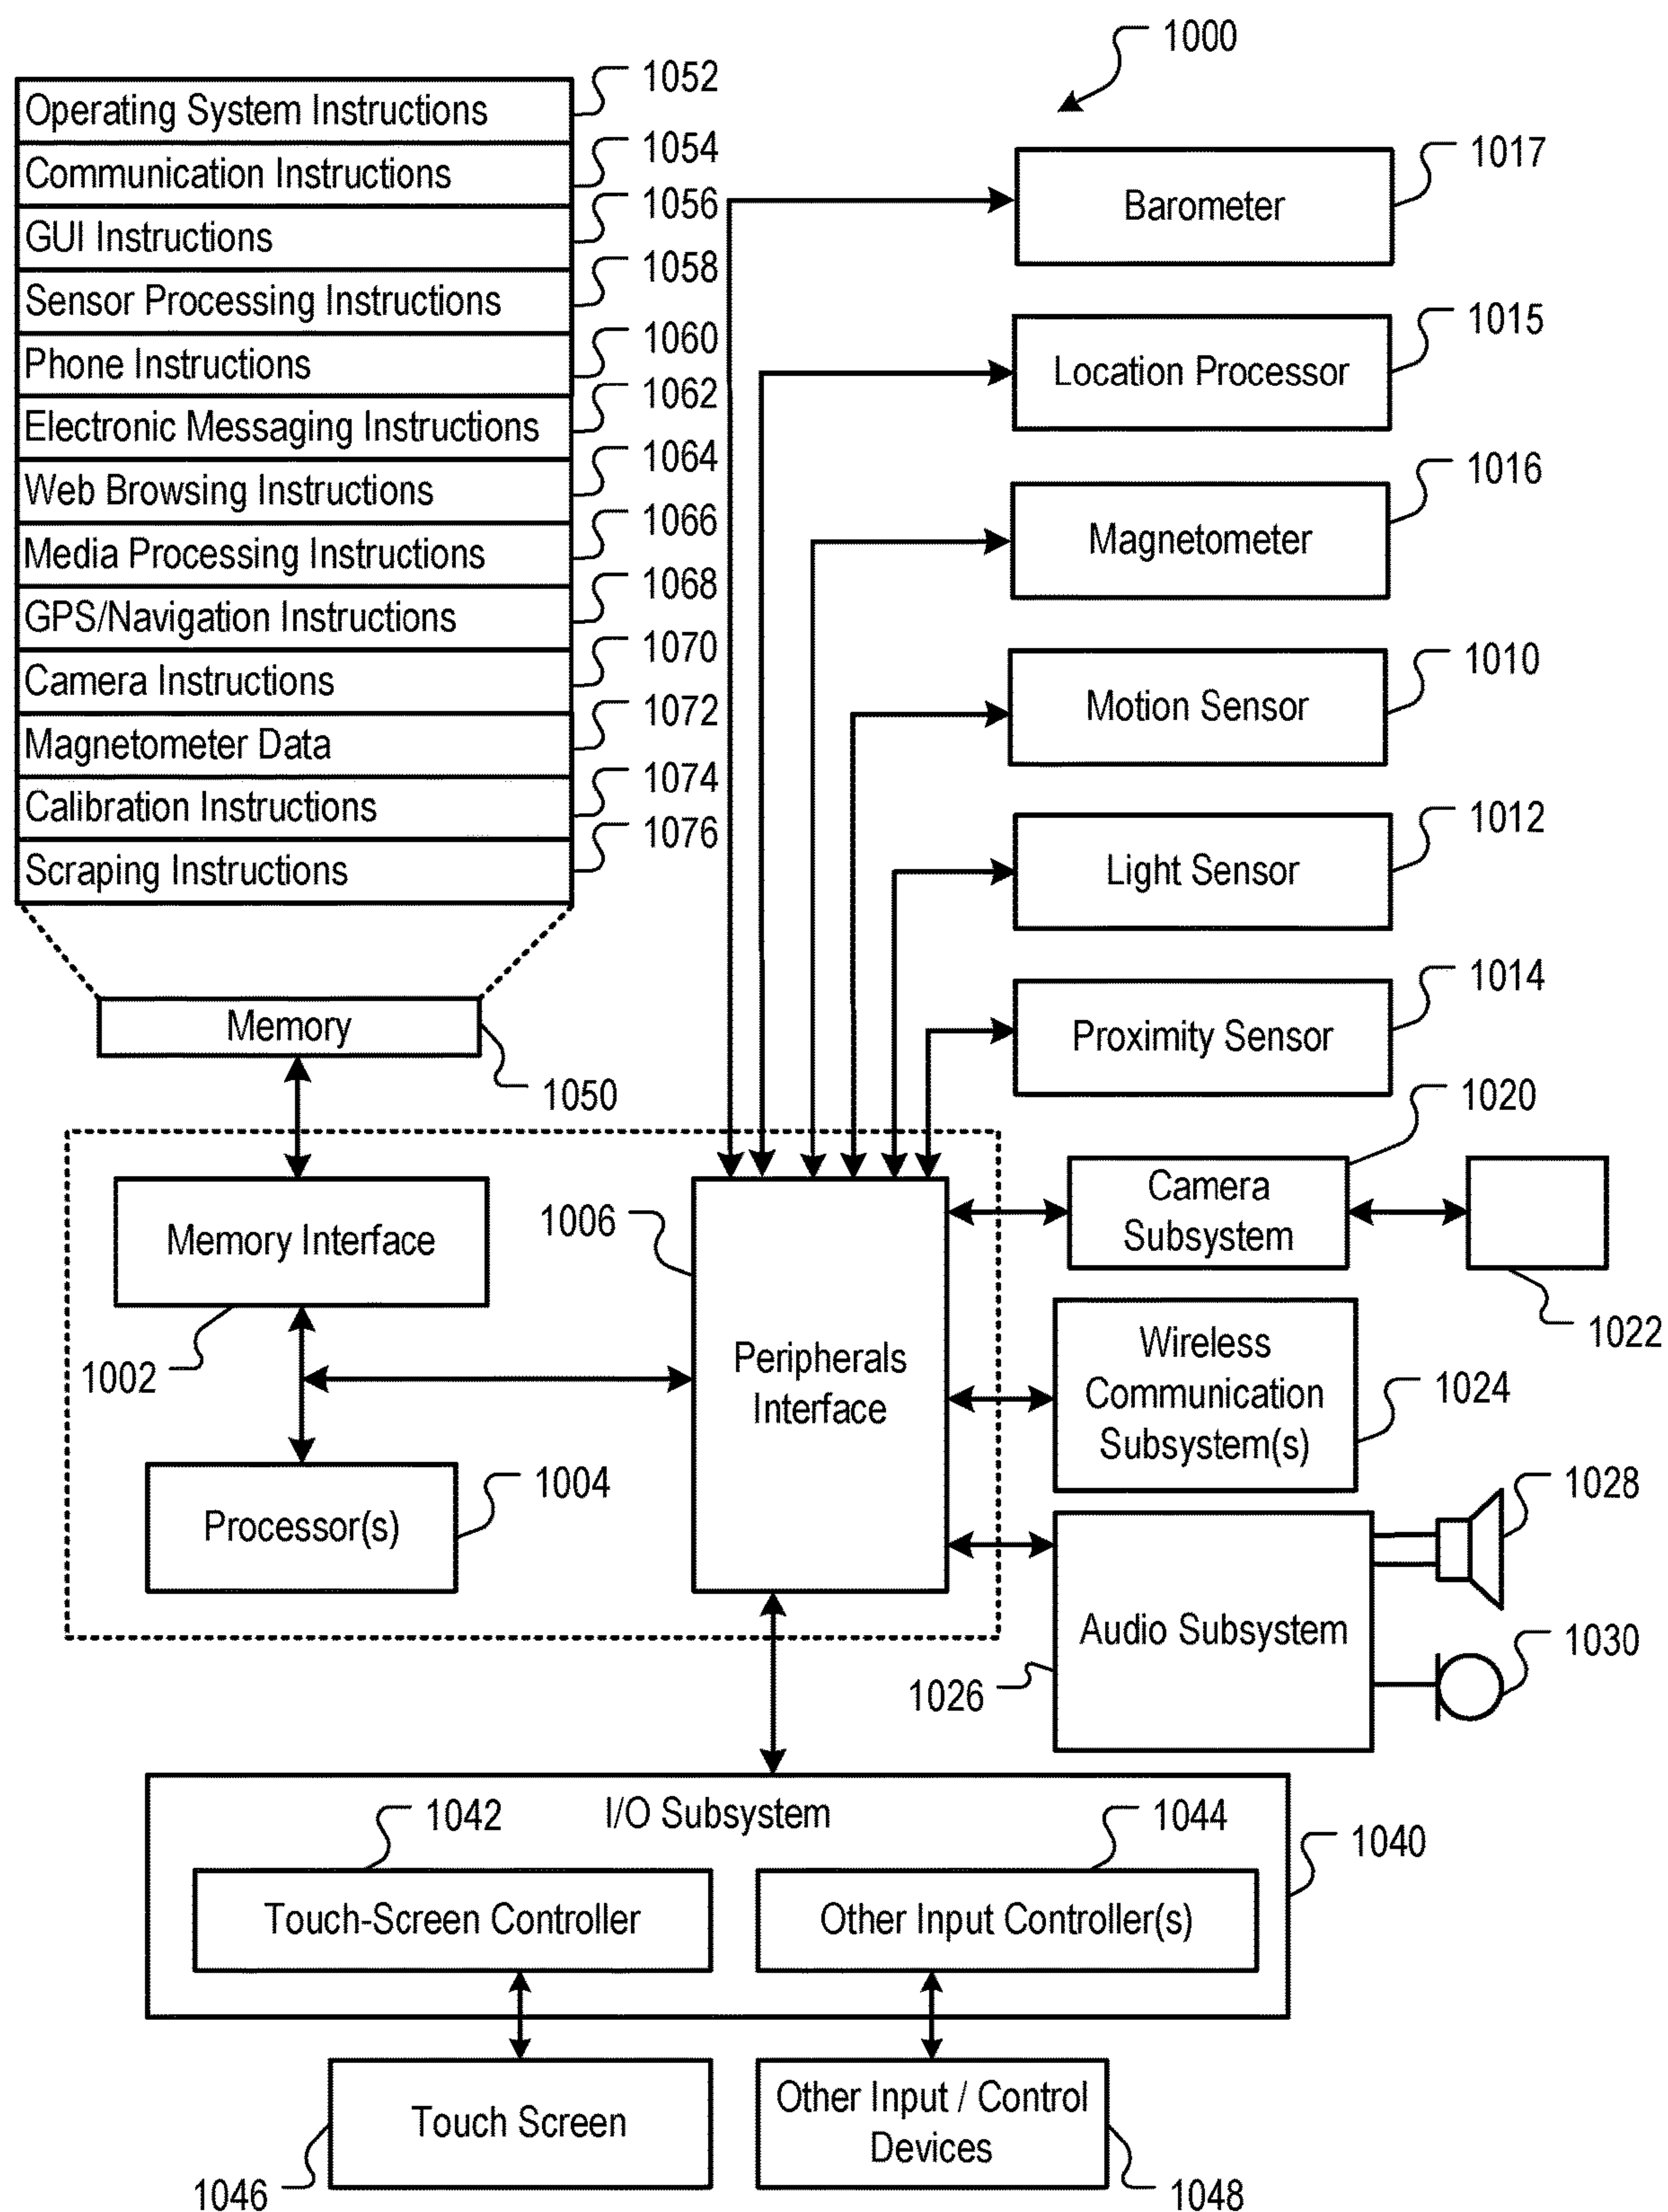 1000
Operating System Instructions
1052
Communication Instructions
1054
GUI Instructions
1056
Sensor Processing Instructions
1058
Phone Instructions
1060
Electronic Messaging Instructions
1062
Web Browsing Instructions
1064
Media Processing Instructions
1066
GPS/Navigation Instructions
1068
Camera Instructions
1070
Magnetometer Data
1072
Calibration Instructions
1074
Scraping Instructions
1076
Memory
1050
Barometer
1017
Location Processor
1015
Magnetometer
1016
Motion Sensor
1010
Light Sensor
1012
Proximity Sensor
1014
Memory Interface
1002
Processor(s)
1004
1006
Peripherals
Interface
Camera
Subsystem
1020
1022
Wireless
Communication
Subsystem(s)
1024
Audio Subsystem
1026
1028
1030
I/O Subsystem
1040
1042
Touch-Screen Controller
1044
Other Input Controller(s)
Touch Screen
1046
Other Input / Control
Devices
1048